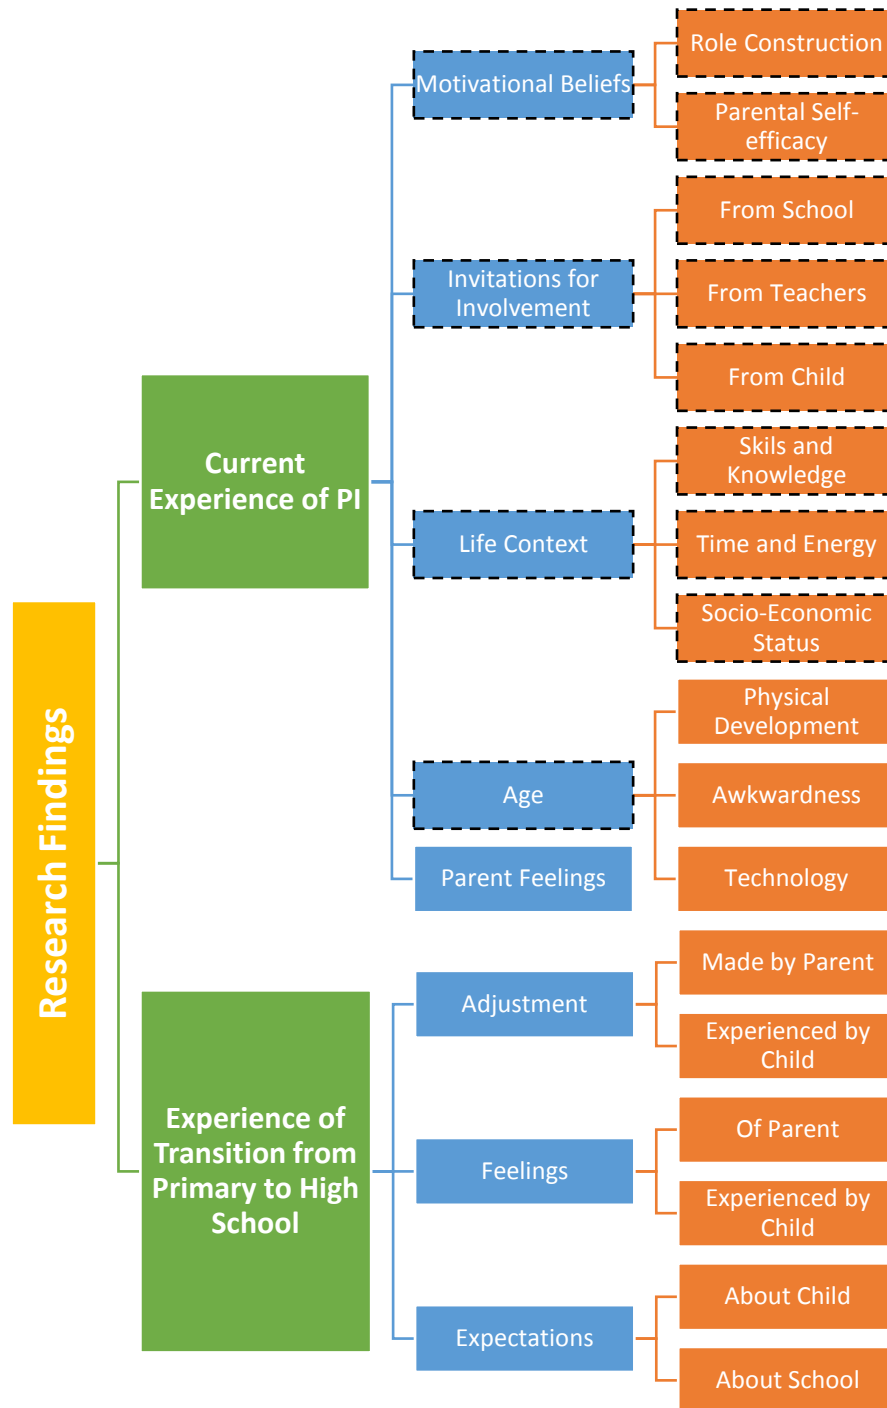 Research Findings
Current
Experience of PI
Motivational Beliefs
Role Construction
Parental Self-
efficacy
Invitations for
Involvement
From School
From Teachers
From Child
Life Context
Skils and
Knowledge
Time and Energy
Socio-Economic
Status
Age
Physical
Development
Awkwardness
Technology
Parent Feelings
Experience of
Transition from
Primary to High
School
Adjustment
Made by Parent
Experienced by
Child
Feelings
Of Parent
Experienced by
Child
Expectations
About Child
About School